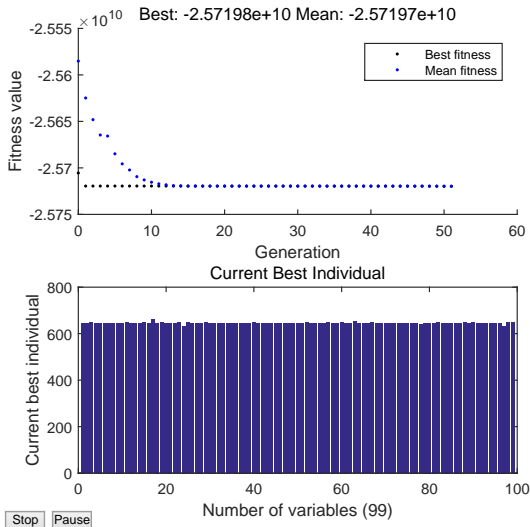 ×10^10
Best: -2.57198e+10 Mean: -2.57197e+10
-2.555
-2.56
-2.565
-2.57
-2.575
Fitness value
Best fitness
Mean fitness
0 10 20 30 40 50 60
Generation
Current Best Individual
800
600
400
200
0
Current best individual
0 20 40 60 80 100
Number of variables (99)
Stop Pause